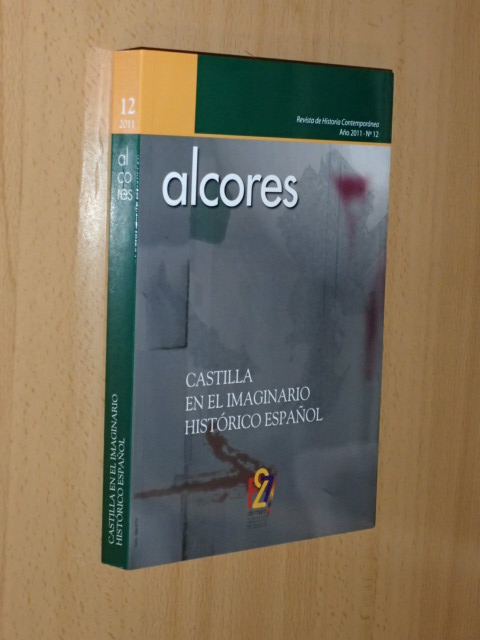 12
2011
al
co
res
CASTILLA EN EL IMAGINARIO
HISTÓRICO ESPAÑOL
Revista de Historia Contemporánea
Año 2011 - Nº 12
alcores
CASTILLA
EN EL IMAGINARIO
HISTÓRICO ESPAÑOL